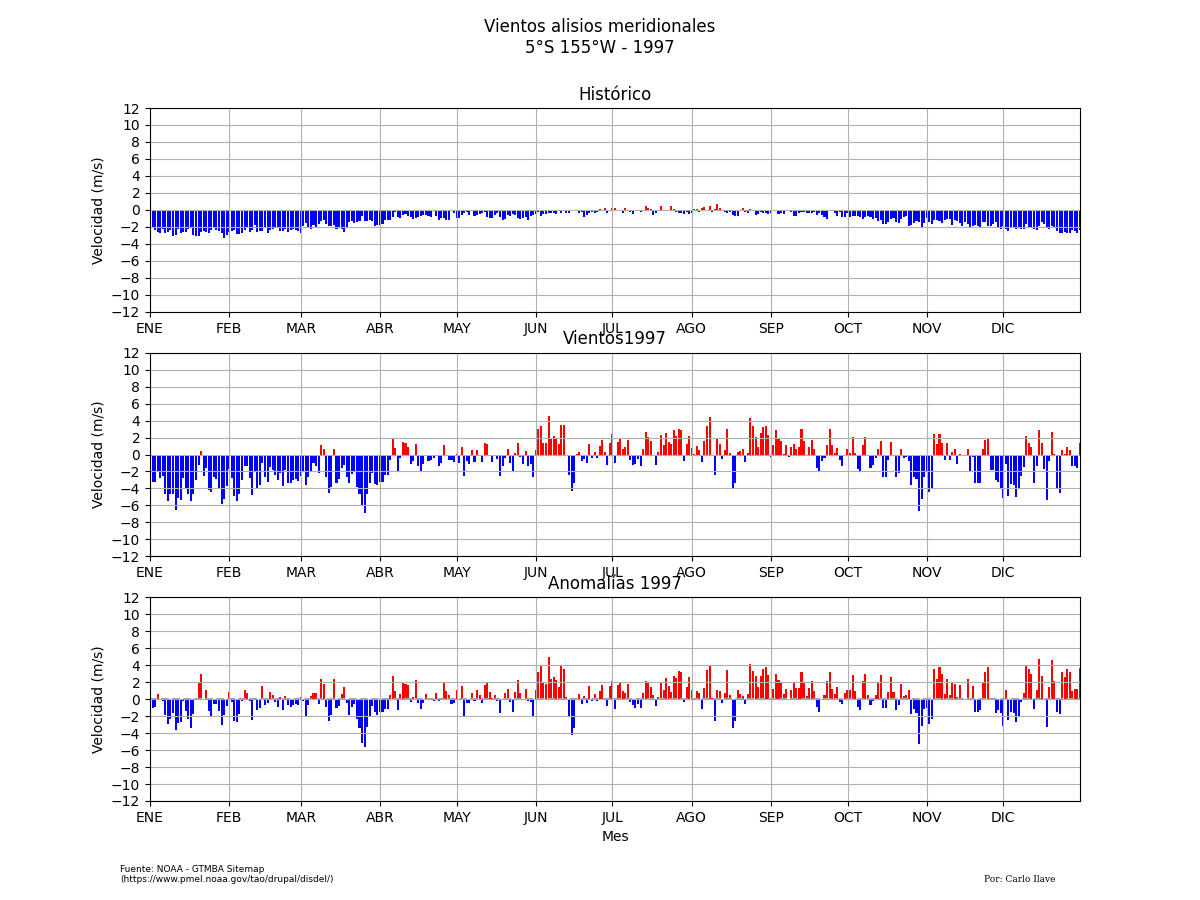 Vientos alisios meridionales
5°S 155°W - 1997
Histórico
12
10
8
6
4
2
0
−2
−4
−6
−8
−10
−12
Velocidad (m/s)
ENE FEB MAR ABR MAY JUN JUL AGO SEP OCT NOV DIC
Vientos1997
12
10
8
6
4
2
0
−2
−4
−6
−8
−10
−12
Velocidad (m/s)
ENE FEB MAR ABR MAY JUN JUL AGO SEP OCT NOV DIC
Anomalías 1997
12
10
8
6
4
2
0
−2
−4
−6
−8
−10
−12
Velocidad (m/s)
ENE FEB MAR ABR MAY JUN JUL AGO SEP OCT NOV DIC
Mes
Fuente: NOAA - GTMBA Sitemap
(https://www.pmel.noaa.gov/tao/drupal/disdel/)
Por: Carlo Ilave